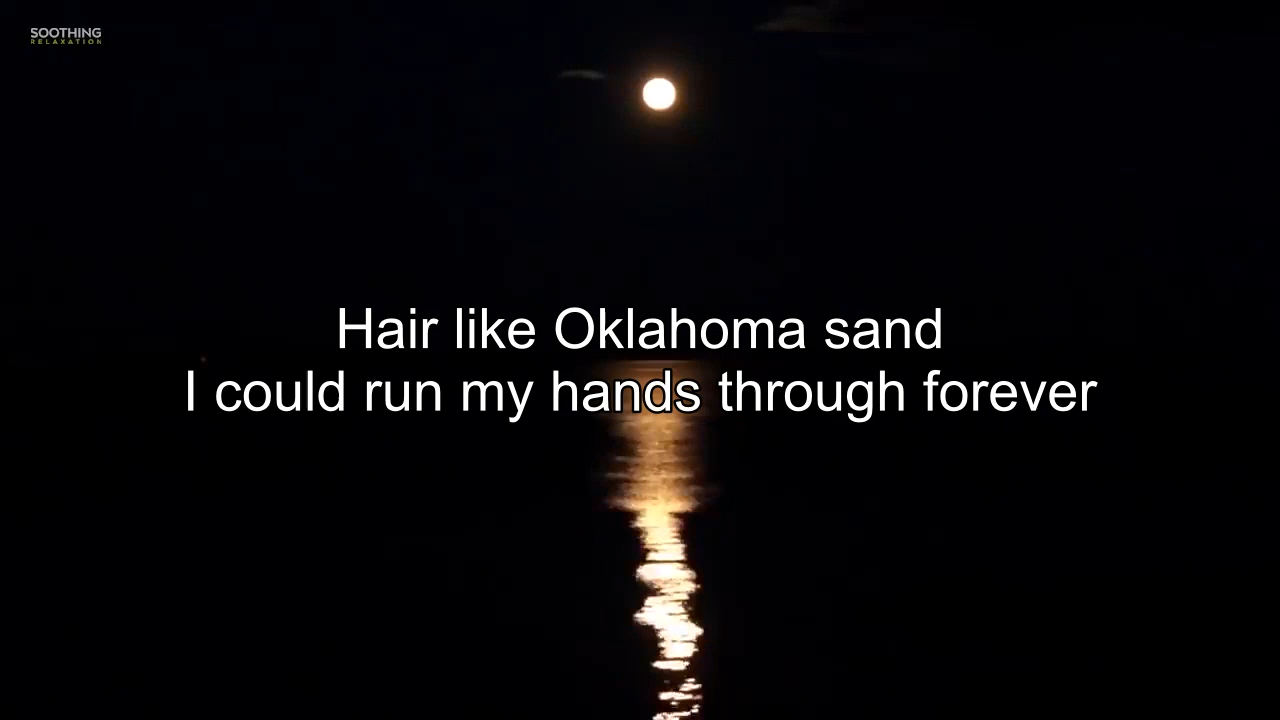 SOOTHING
RELAXATION
Hair like Oklahoma sand
I could run my hands through forever